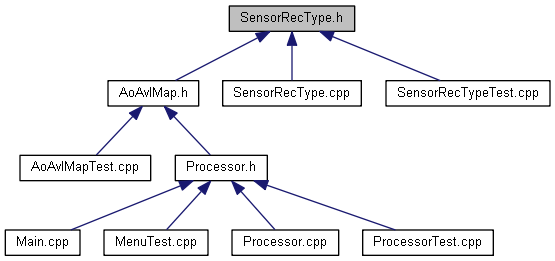 SensorRecType.h
AoAvlMap.h
SensorRecType.cpp
SensorRecTypeTest.cpp
AoAvlMapTest.cpp
Processor.h
Main.cpp
MenuTest.cpp
Processor.cpp
ProcessorTest.cpp